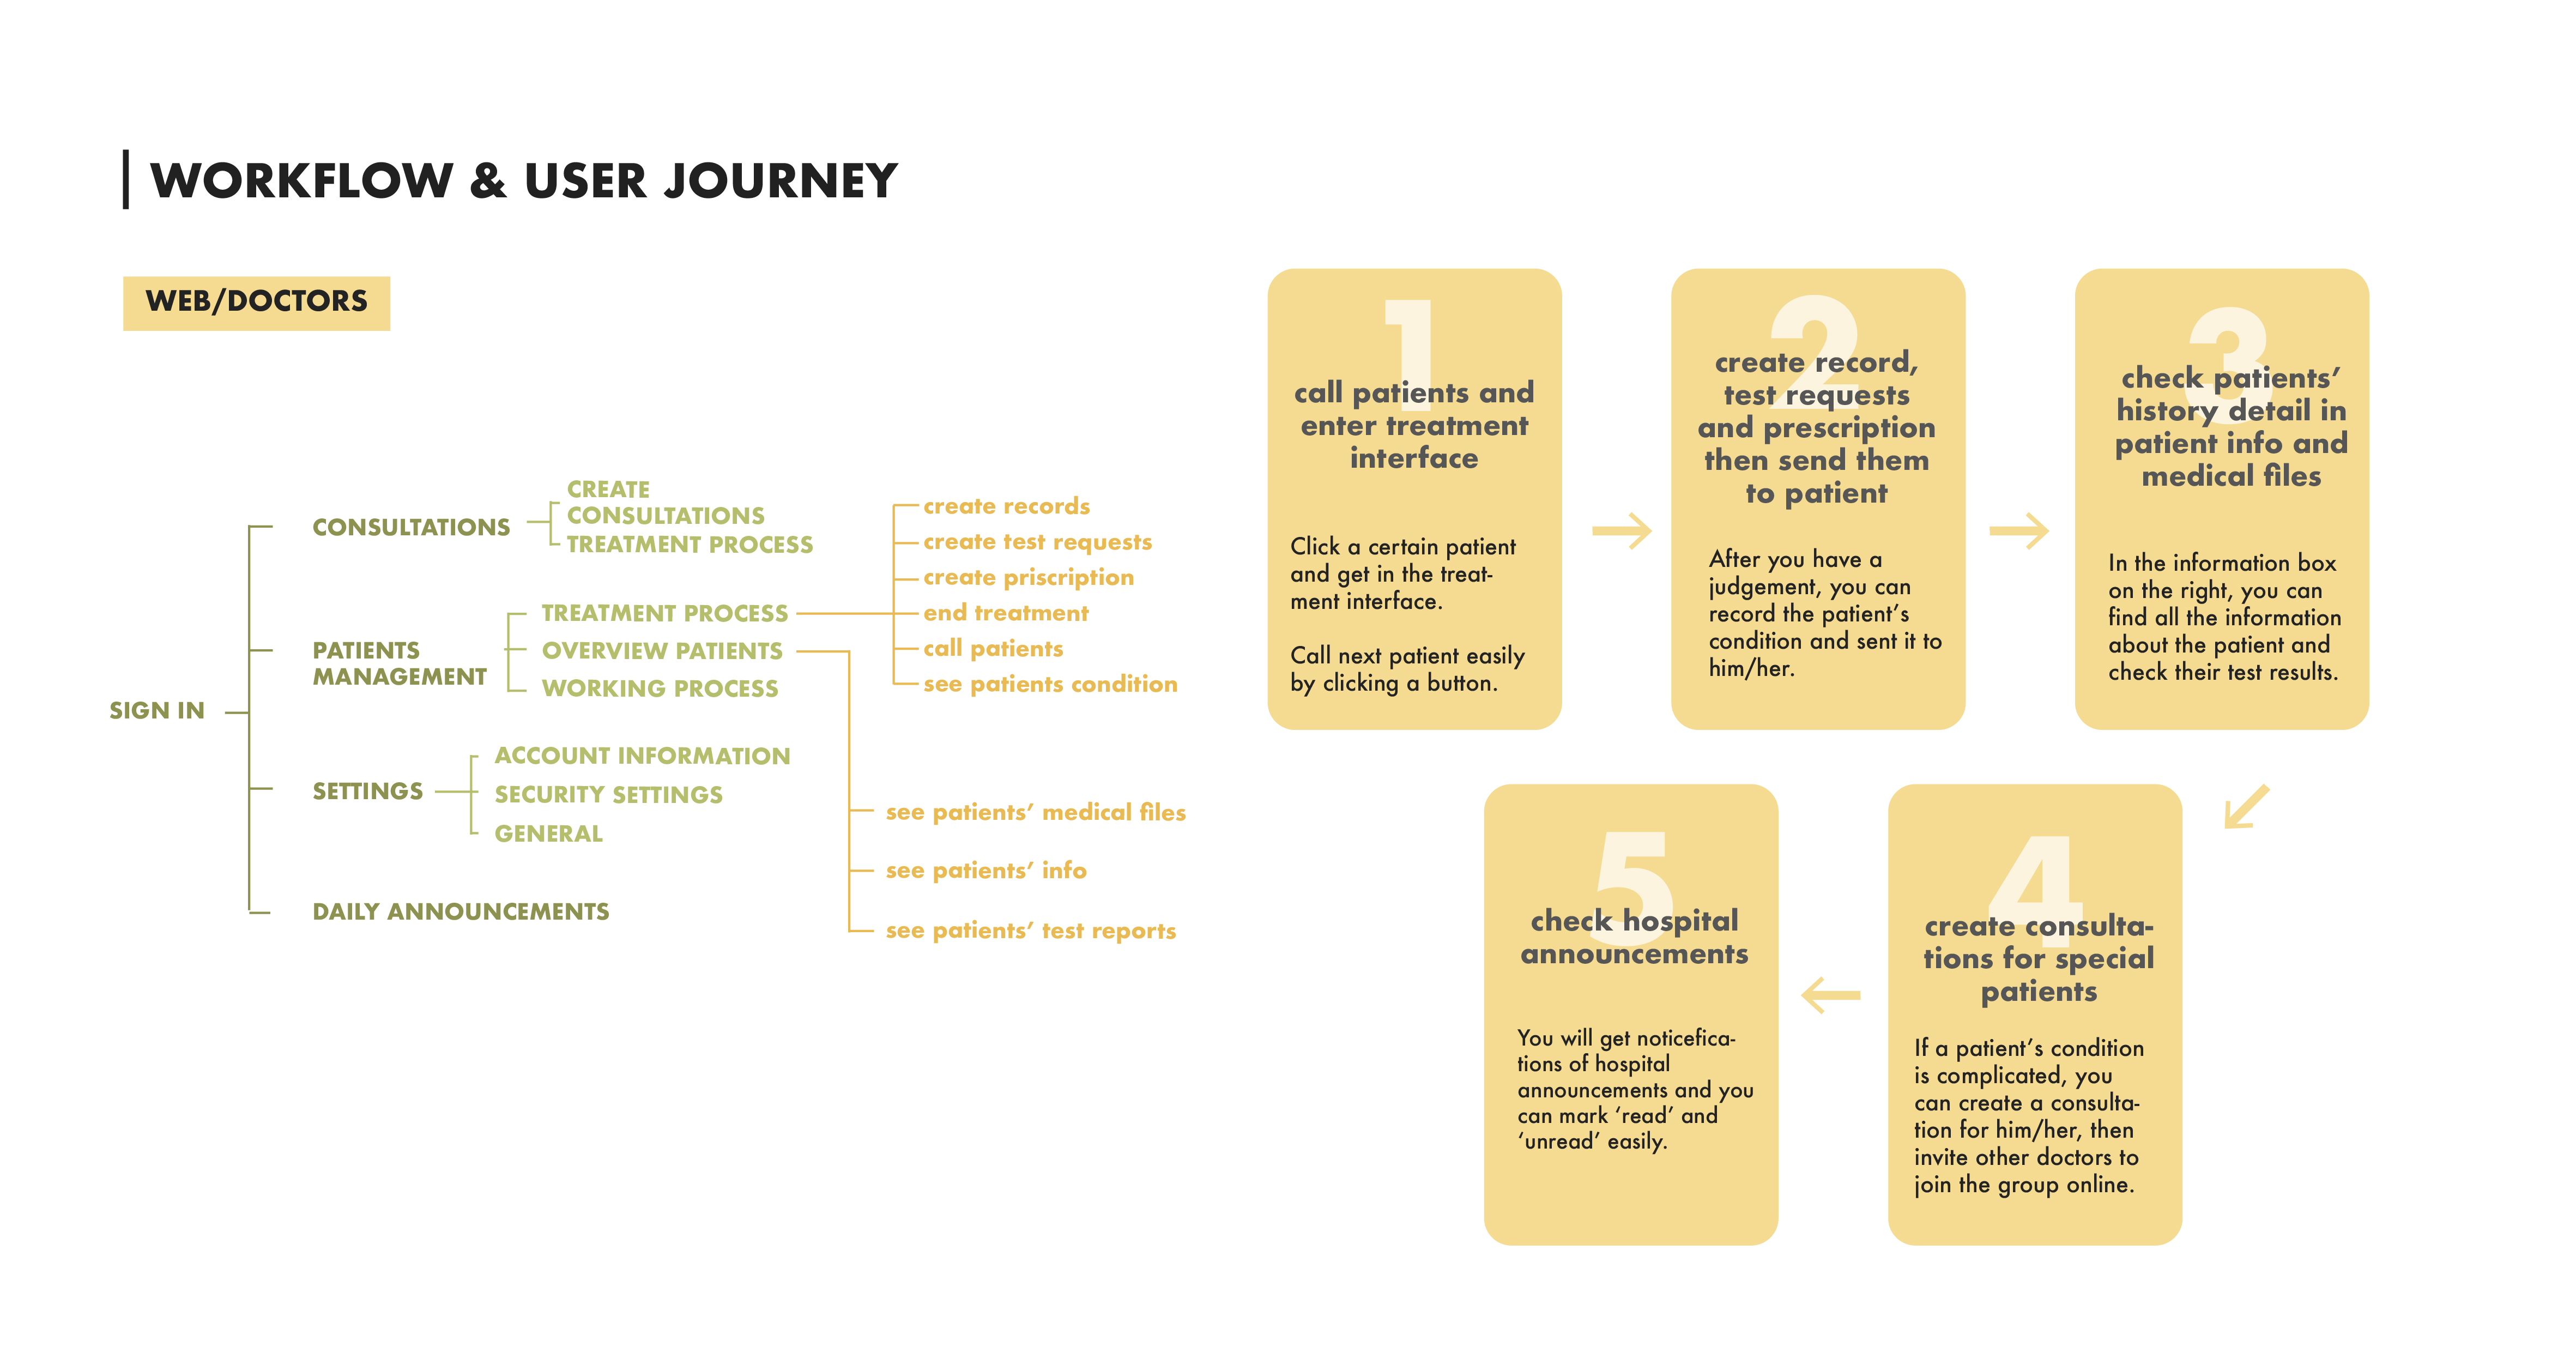 WORKFLOW & USER JOURNEY
WEB/DOCTORS
SIGN IN
CONSULTATIONS
CREATE
CONSULTATIONS
TREATMENT PROCESS
PATIENTS
MANAGEMENT
TREATMENT PROCESS
OVERVIEW PATIENTS
WORKING PROCESS
create records
create test requests
create priscription
end treatment
call patients
see patients condition
see patients’ medical files
see patients’ info
see patients’ test reports
SETTINGS
ACCOUNT INFORMATION
SECURITY SETTINGS
GENERAL
DAILY ANNOUNCEMENTS
1
call patients and
enter treatment
interface
Click a certain patient
and get in the treat-
ment interface.
Call next patient easily
by clicking a button.
2
create record,
test requests
and prescription
then send them
to patient
After you have a
judgement, you can
record the patient’s
condition and sent it to
him/her.
3
check patients’
history detail in
patient info and
medical files
In the information box
on the right, you can
find all the information
about the patient and
check their test results.
4
create consulta-
tions for special
patients
If a patient’s condition
is complicated, you
can create a consulta-
tion for him/her, then
invite other doctors to
join the group online.
5
check hospital
announcements
You will get noticefica-
tions of hospital
announcements and you
can mark ‘read’ and
‘unread’ easily.